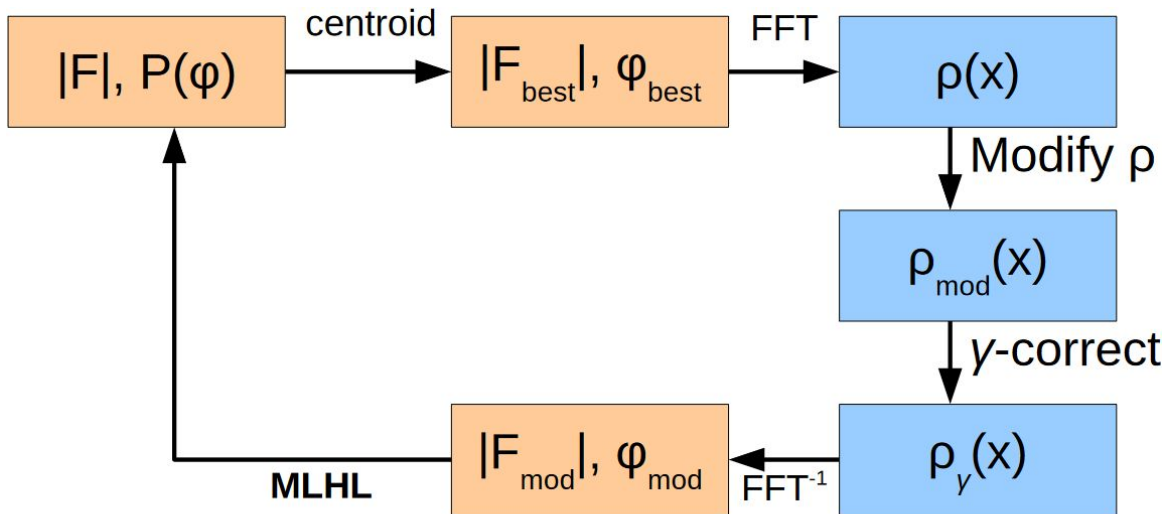 |F|, P(φ)
centroid
|F_best|, φ_best
FFT
ρ(x)
Modify ρ
ρ_mod(x)
γ-correct
ρ_γ(x)
FFT⁻¹
|F_mod|, φ_mod
MLHL